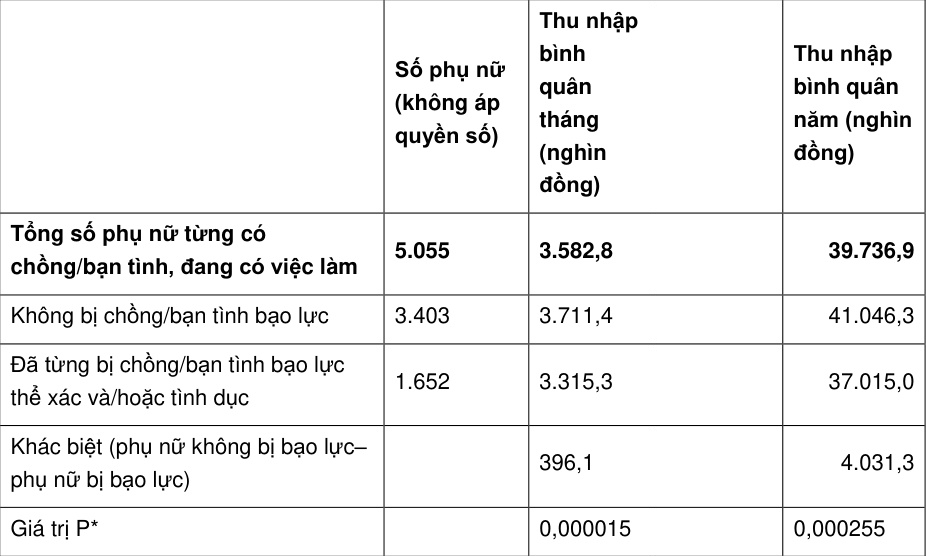 Số phụ nữ
(không áp
quyền số)
Thu nhập
bình
quân
tháng
(nghìn
đồng)
Thu nhập
bình quân
năm (nghìn
đồng)
Tổng số phụ nữ từng có
chồng/bạn tình, đang có việc làm
5.055
3.582,8
39.736,9
Không bị chồng/bạn tình bạo lực
3.403
3.711,4
41.046,3
Đã từng bị chồng/bạn tình bạo lực
thể xác và/hoặc tình dục
1.652
3.315,3
37.015,0
Khác biệt (phụ nữ không bị bạo lực–
phụ nữ bị bạo lực)
396,1
4.031,3
Giá trị P*
0,000015
0,000255